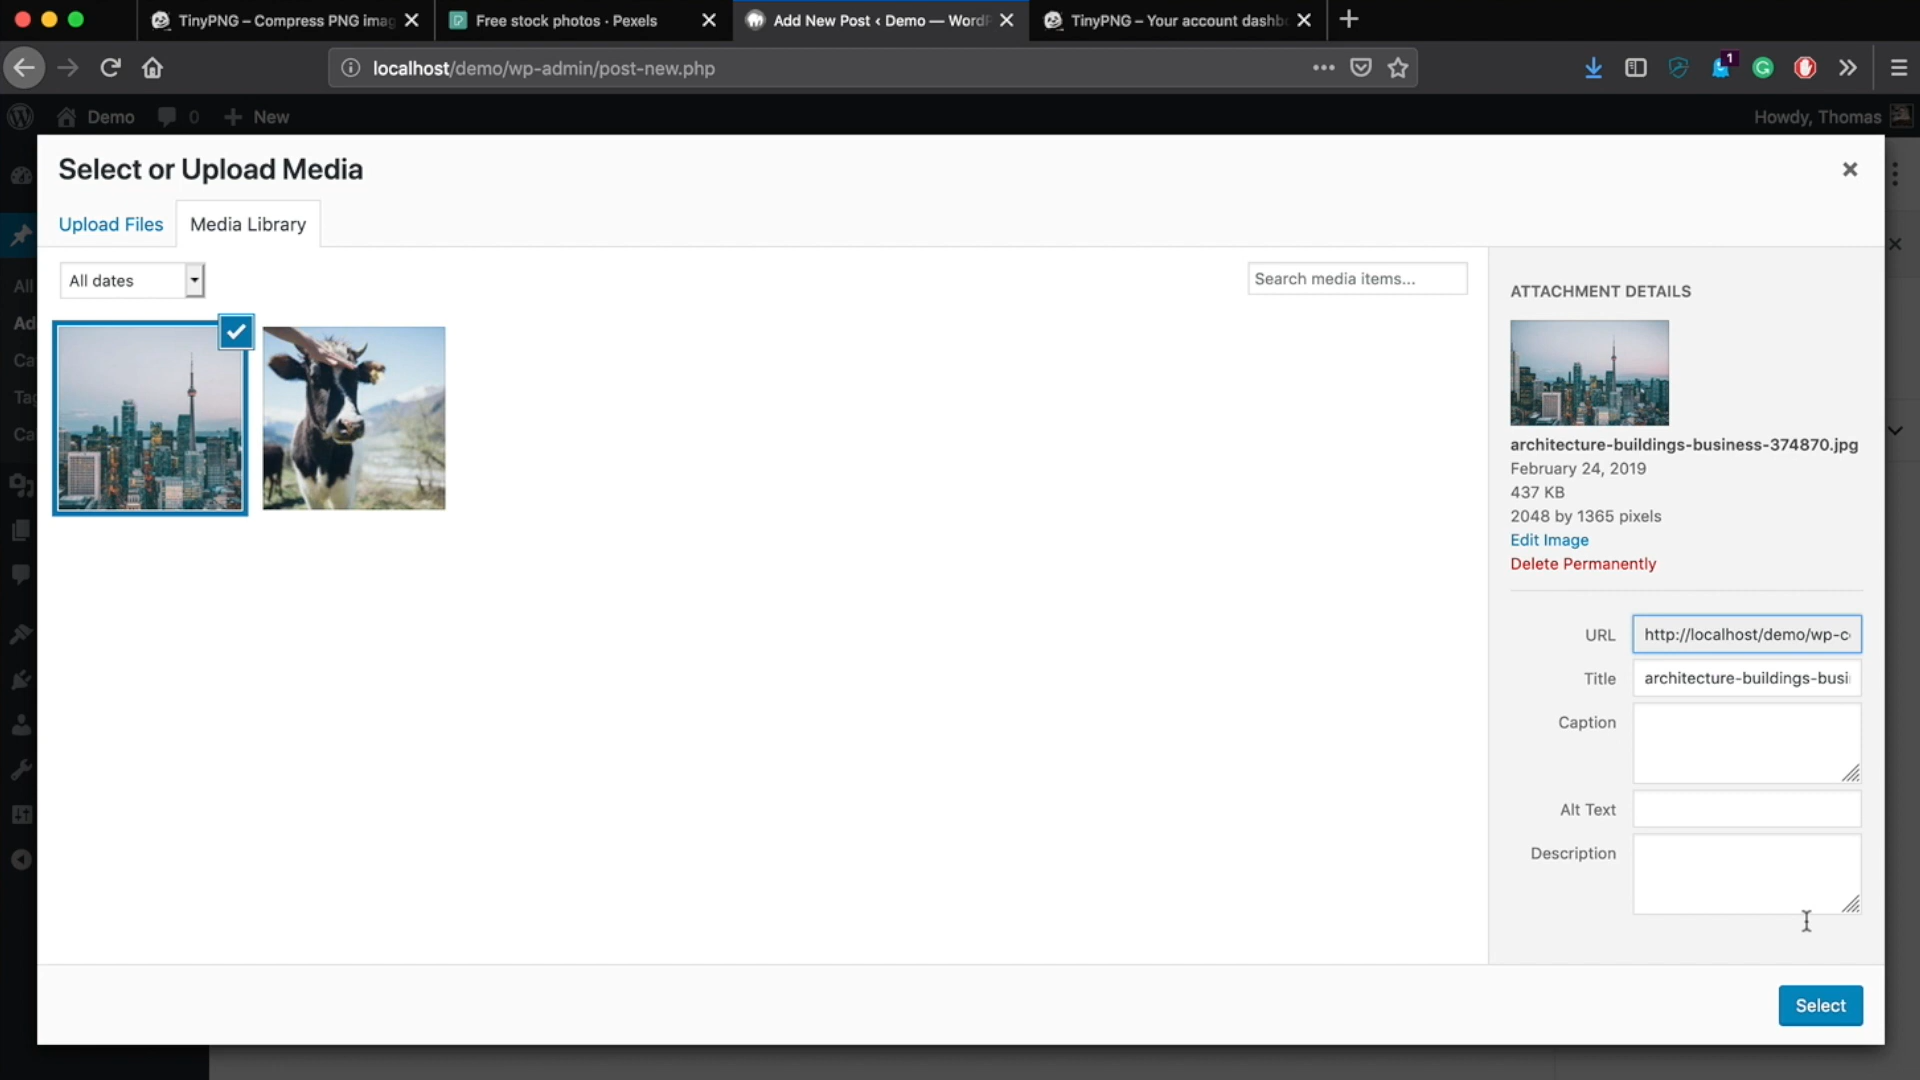 TinyPNG – Compress PNG imag
Free stock photos · Pexels
Add New Post ‹ Demo — WordP
TinyPNG – Your account dashb
localhost/demo/wp-admin/post-new.php
1
Demo
0
New
Howdy, Thomas
Select or Upload Media
Upload Files
Media Library
All dates
Search media items...
All
Ad
Ca
Tag
Cal
ATTACHMENT DETAILS
architecture-buildings-business-374870.jpg
February 24, 2019
437 KB
2048 by 1365 pixels
Edit Image
Delete Permanently
URL
http://localhost/demo/wp-c
Title
architecture-buildings-busi
Caption
Alt Text
Description
Select